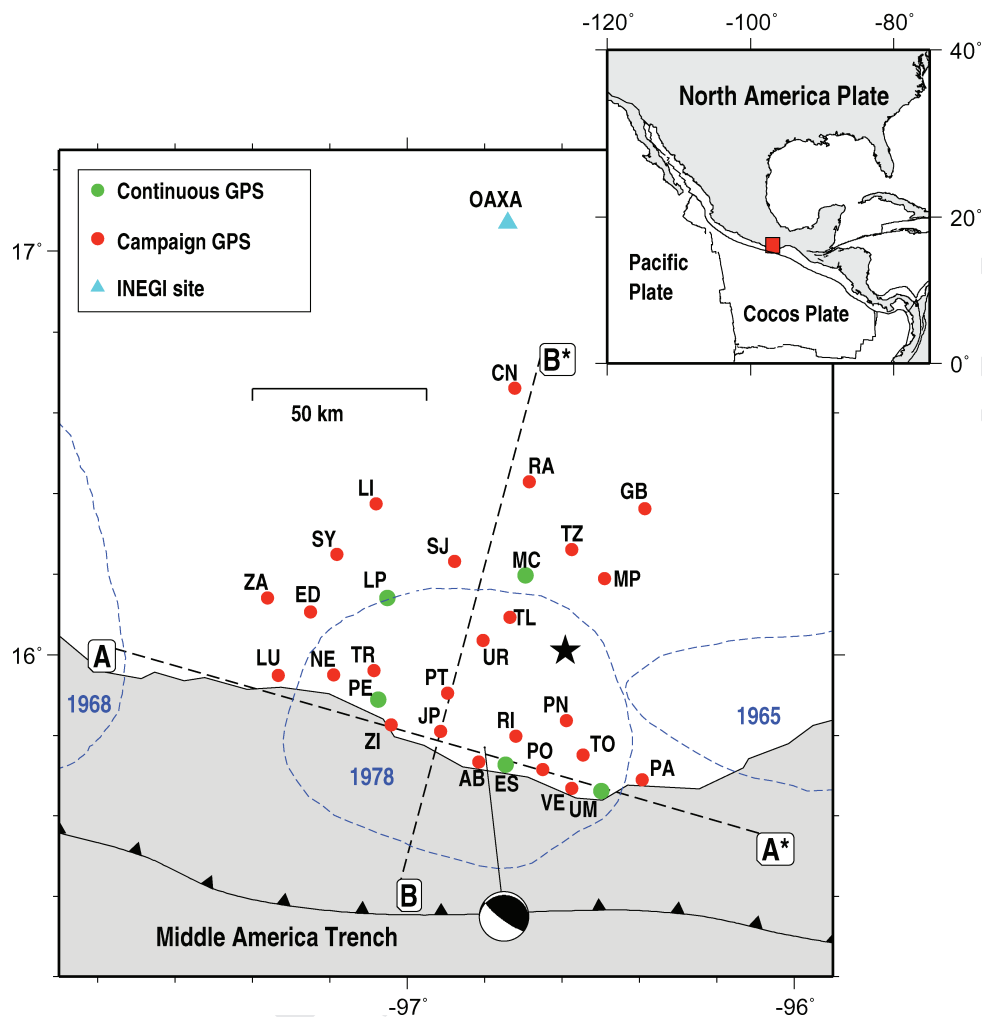 -120° -100° -80°
40°
North America Plate
20°
Pacific
Plate
Cocos Plate
0°
Continuous GPS
Campaign GPS
INEGI site
OAXA
17°
B*
CN
50 km
RA
LI
GB
SY
SJ
TZ
MC
MP
ZA
ED
LP
TL
16°
A
UR
LU
NE
TR
PE
PT
1968
1965
JP
RI
PN
ZI
PO
TO
1978
AB
ES
PA
VE
UM
A*
B
Middle America Trench
-97° -96°